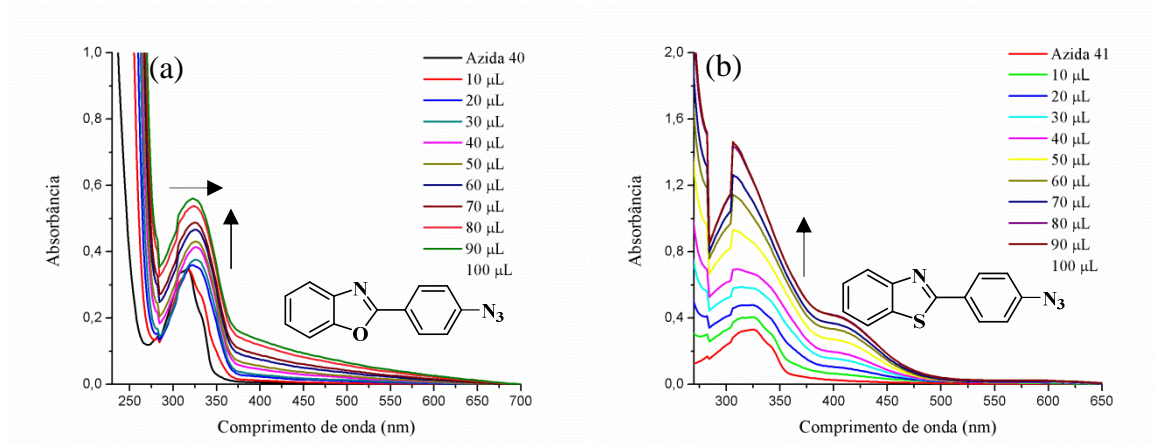 (a)
Absorbância
1,0
0,8
0,6
0,4
0,2
0,0
250 300 350 400 450 500 550 600 650 700
Comprimento de onda (nm)
Azida 40
10 µL
20 µL
30 µL
40 µL
50 µL
60 µL
70 µL
80 µL
90 µL
100 µL
N
O
N3
(b)
Absorbância
2,0
1,6
1,2
0,8
0,4
0,0
300 350 400 450 500 550 600 650
Comprimento de onda (nm)
Azida 41
10 µL
20 µL
30 µL
40 µL
50 µL
60 µL
70 µL
80 µL
90 µL
100 µL
N
S
N3